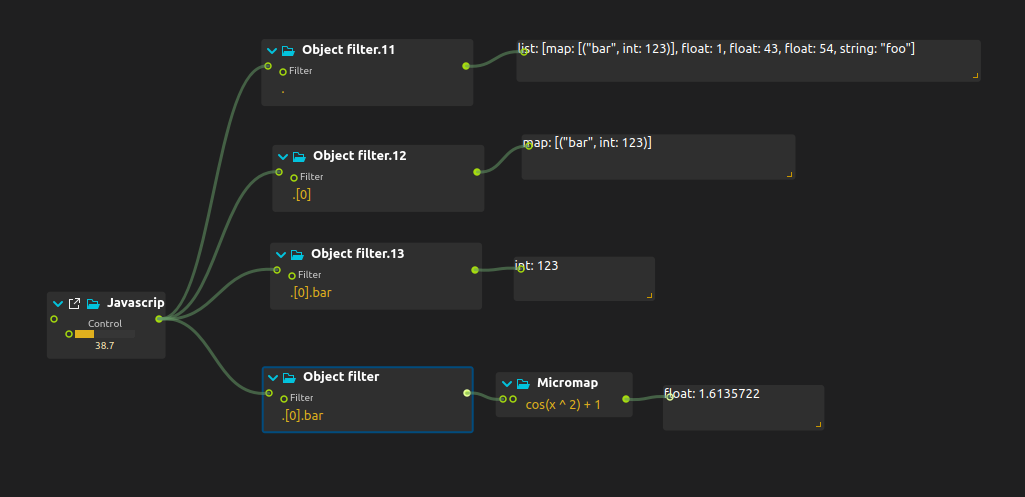 Object filter.11
Filter
.
list: [map: [("bar", int: 123)], float: 1, float: 43, float: 54, string: "foo"]
Object filter.12
Filter
.[0]
map: [("bar", int: 123)]
Object filter.13
Filter
.[0].bar
int: 123
Javascrip
Control
38.7
Object filter
Filter
.[0].bar
Micromap
cos(x ^ 2) + 1
float: 1.6135722